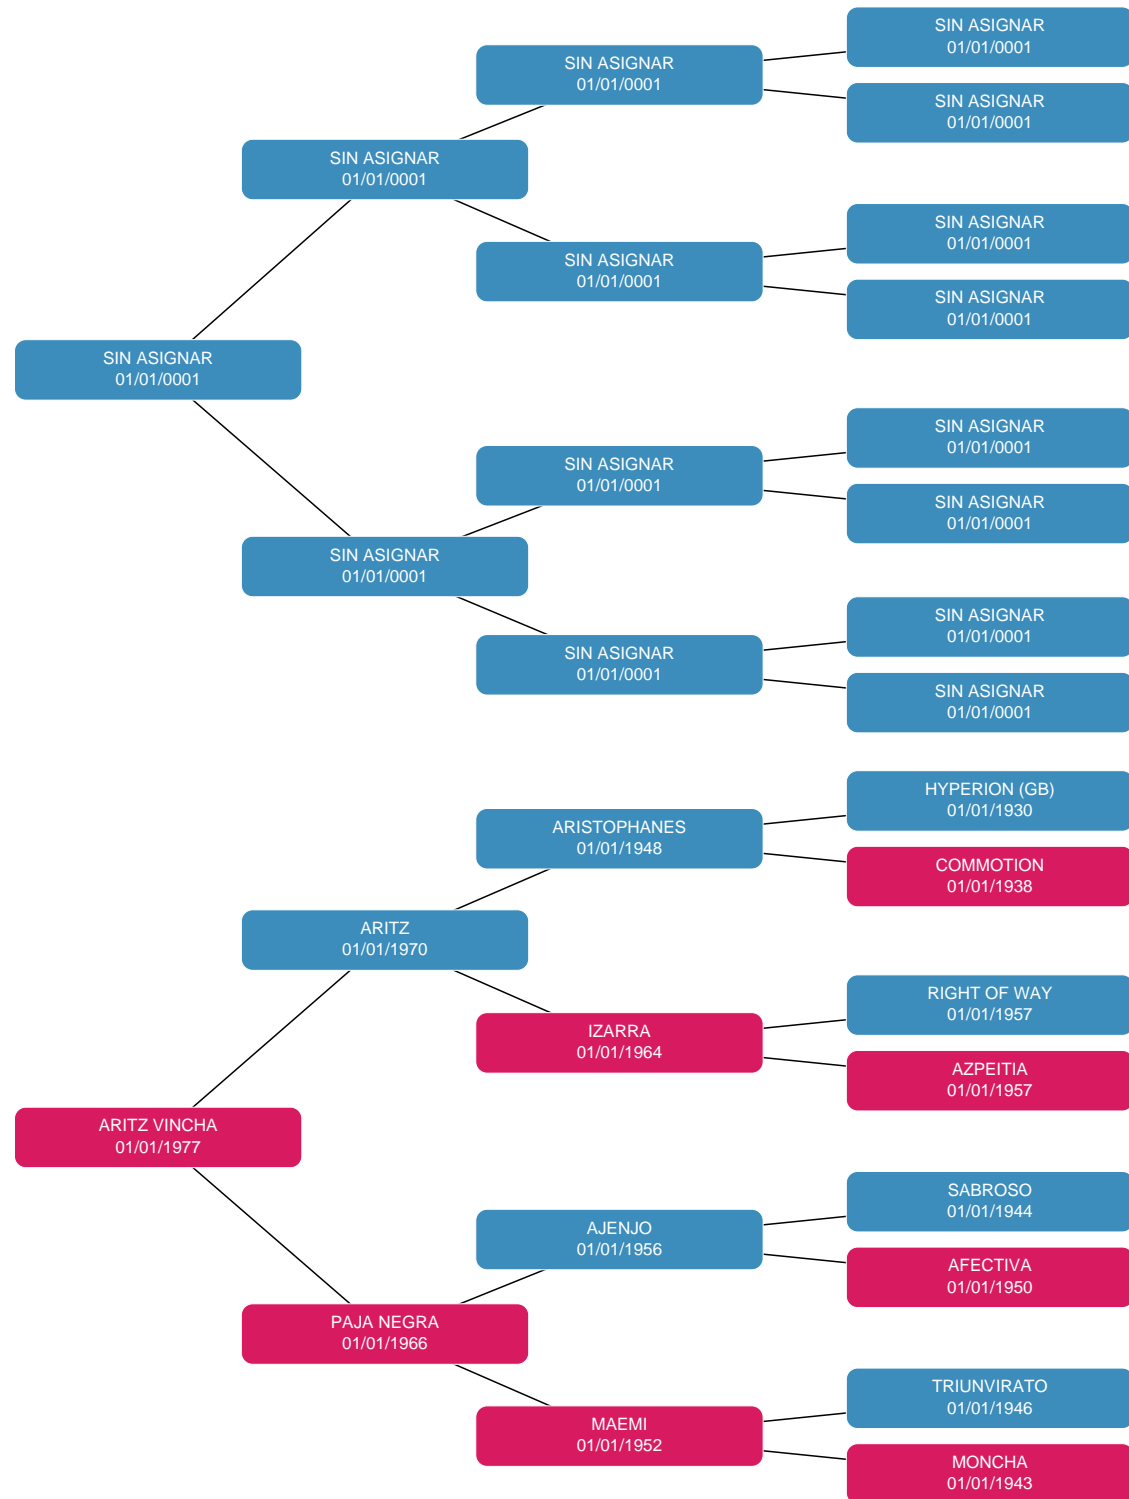 SIN ASIGNAR
01/01/0001
SIN ASIGNAR
01/01/0001
SIN ASIGNAR
01/01/0001
SIN ASIGNAR
01/01/0001
SIN ASIGNAR
01/01/0001
SIN ASIGNAR
01/01/0001
SIN ASIGNAR
01/01/0001
SIN ASIGNAR
01/01/0001
SIN ASIGNAR
01/01/0001
SIN ASIGNAR
01/01/0001
SIN ASIGNAR
01/01/0001
SIN ASIGNAR
01/01/0001
SIN ASIGNAR
01/01/0001
SIN ASIGNAR
01/01/0001
SIN ASIGNAR
01/01/0001
HYPERION (GB)
01/01/1930
ARISTOPHANES
01/01/1948
COMMOTION
01/01/1938
ARITZ
01/01/1970
RIGHT OF WAY
01/01/1957
IZARRA
01/01/1964
AZPEITIA
01/01/1957
ARITZ VINCHA
01/01/1977
SABROSO
01/01/1944
AJENJO
01/01/1956
AFECTIVA
01/01/1950
PAJA NEGRA
01/01/1966
TRIUNVIRATO
01/01/1946
MAEMI
01/01/1952
MONCHA
01/01/1943